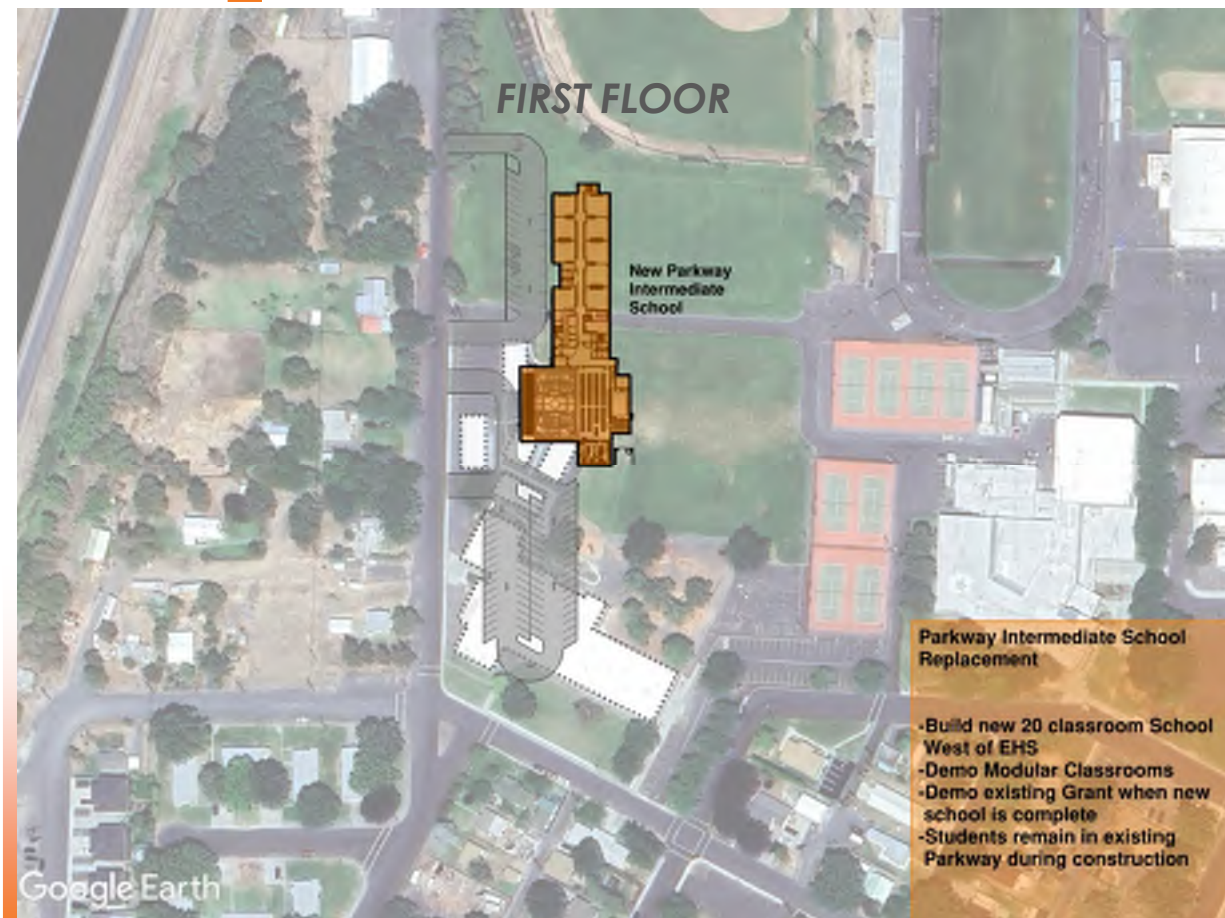 FIRST FLOOR
New Parkway
Intermediate
School
Parkway Intermediate School
Replacement
-Build new 20 classroom School
West of EHS
-Demo Modular Classrooms
-Demo existing Grant when new
school is complete
-Students remain in existing
Parkway during construction
Google Earth